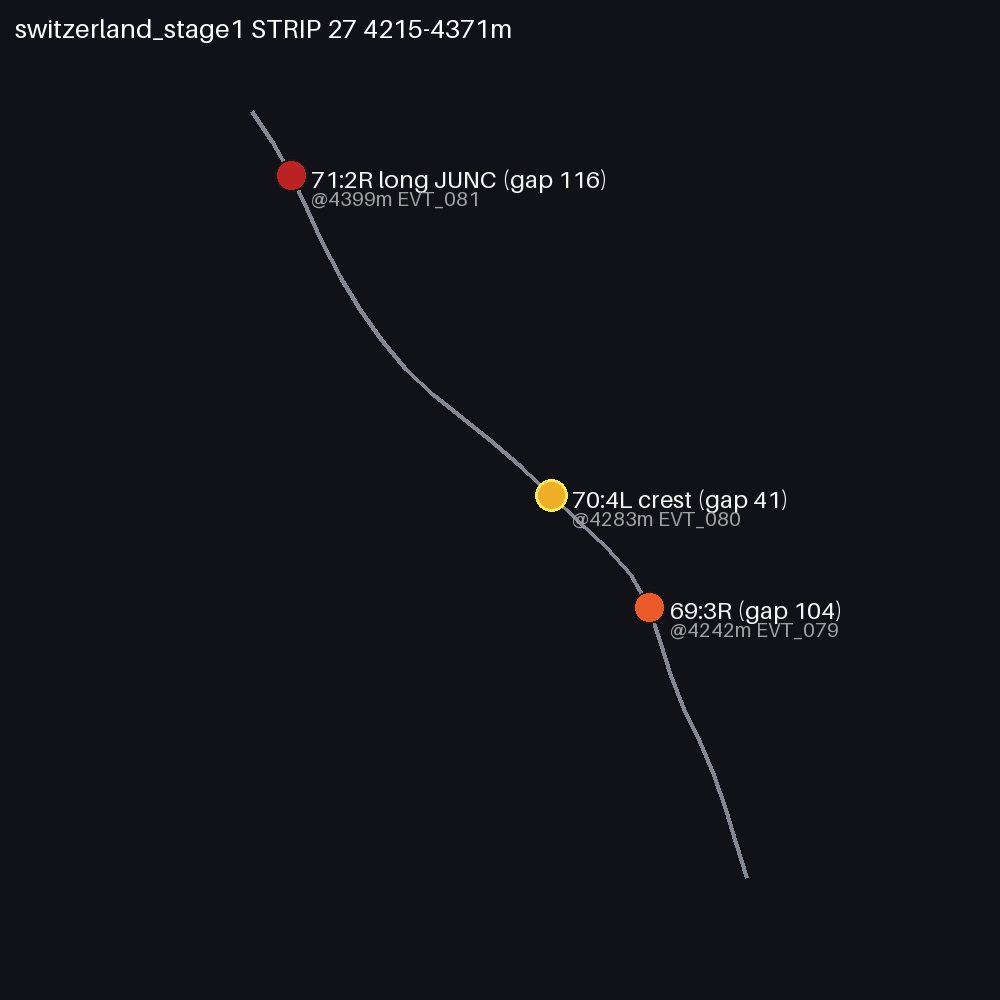 switzerland_stage1 STRIP 27 4215-4371m
71:2R long JUNC (gap 116)
@4399m EVT_081
70:4L crest (gap 41)
@4283m EVT_080
69:3R (gap 104)
@4242m EVT_079